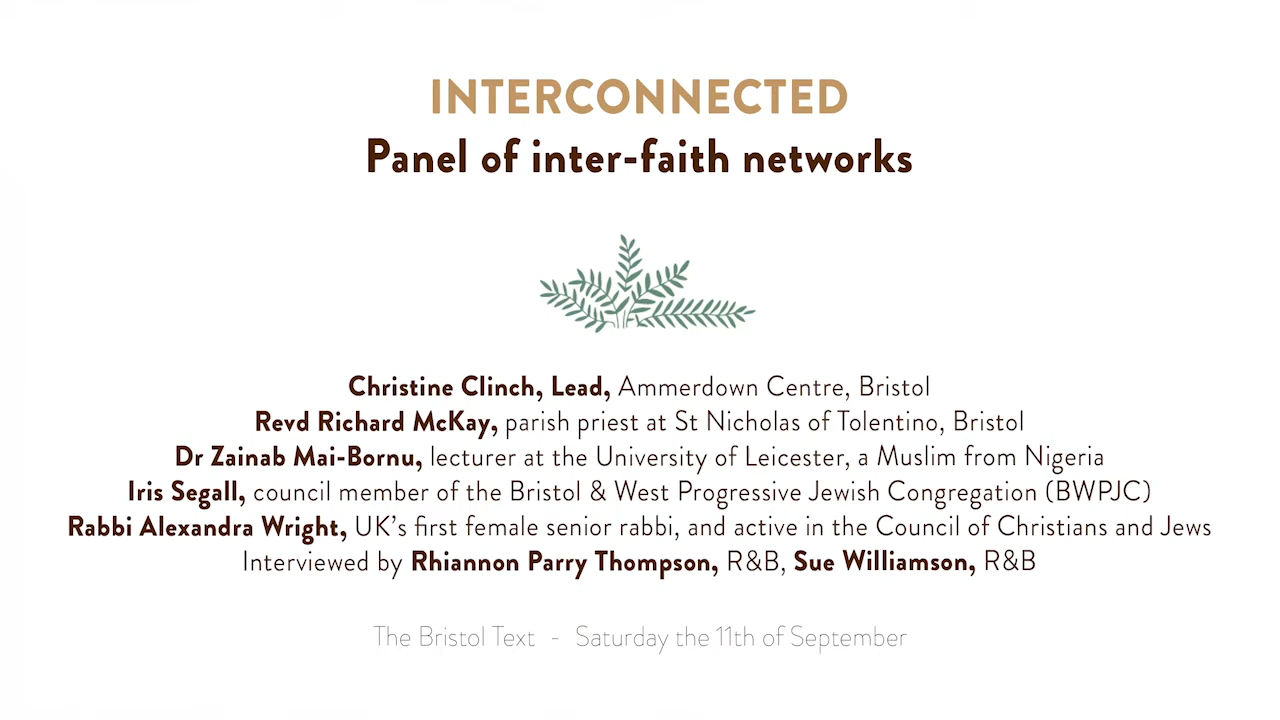 INTERCONNECTED
Panel of inter-faith networks
Christine Clinch, Lead, Ammerdown Centre, Bristol
Revd Richard McKay, parish priest at St Nicholas of Tolentino, Bristol
Dr Zainab Mai-Bornu, lecturer at the University of Leicester, a Muslim from Nigeria
Iris Segall, council member of the Bristol & West Progressive Jewish Congregation (BWPJC)
Rabbi Alexandra Wright, UK's first female senior rabbi, and active in the Council of Christians and Jews
Interviewed by Rhiannon Parry Thompson, R&B, Sue Williamson, R&B
The Bristol Text - Saturday the 11th of September